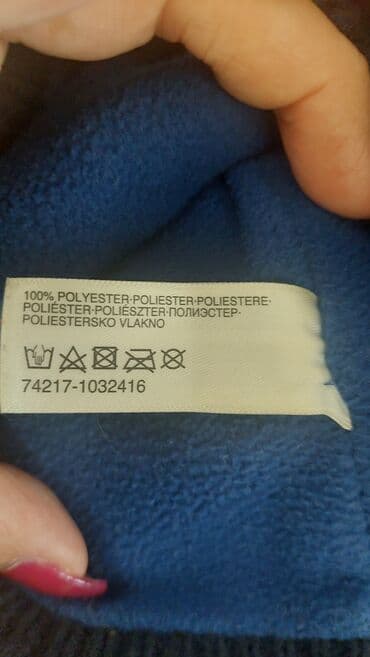 100% POLYESTER·POLIESTER·POLIESTERE·
POLIÉSTER·POLIÉSZTER·ПОЛИЭСТЕР·
POLIESTERSKO VLAKNO
74217-1032416